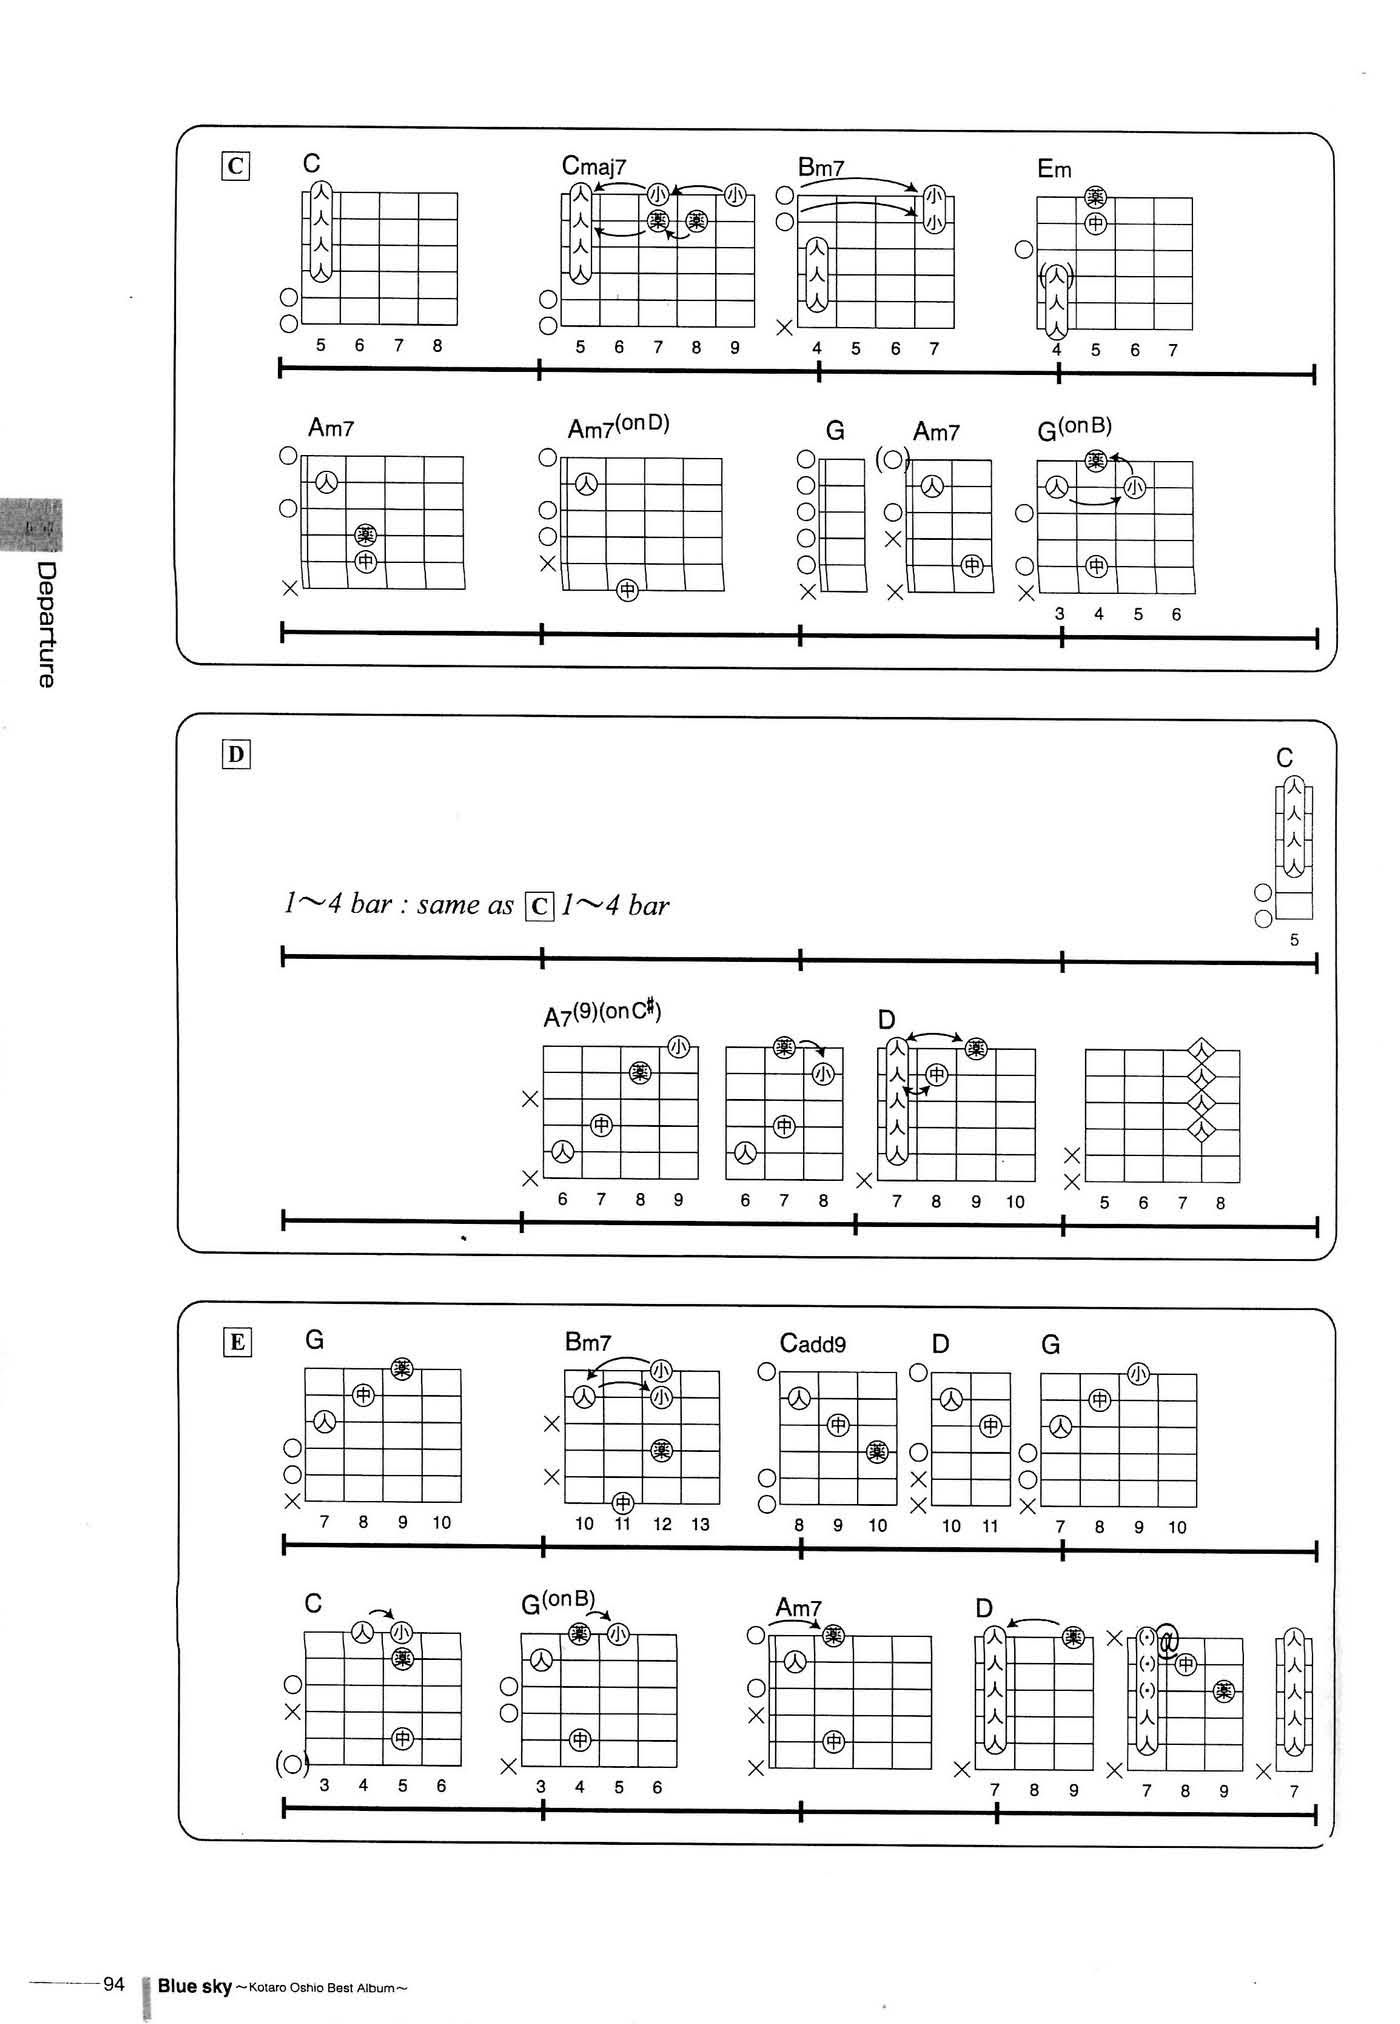 C
C Cmaj7 Bm7 Em
人 人 小 小 小 薬
人 人 薬 薬 小 中
人 人 人
人 人 人 人
人 人
人
5 6 7 8 5 6 7 8 9 4 5 6 7 4 5 6 7
Am7 Am7(onD) G Am7 G(onB)
薬
人 人 人 人 小
薬
中 中 中
中
3 4 5 6
Departure
D
C
人
人
人
人
1～4 bar : same as C 1～4 bar
5
A7(9)(onC#) D
小 薬 人 薬 人
薬 小 人 中 人
人 人
中 中 人 人
人 人 人
6 7 8 9 6 7 8 7 8 9 10 5 6 7 8
E
G Bm7 Cadd9 D G
薬 小 小
中 人 小 人 人 中
人 中 中 人
薬 薬
中
7 8 9 10 10 11 12 13 8 9 10 10 11 7 8 9 10
C G(onB) Am7 D
人 小 薬 小 薬 人 薬 @ 人
薬 人 人 人 中 人
人 薬 人
人 人 人
中 中 中 人 人 人
3 4 5 6 3 4 5 6 7 8 9 7 8 9 7
94 Blue sky ～Kotaro Oshio Best Album～